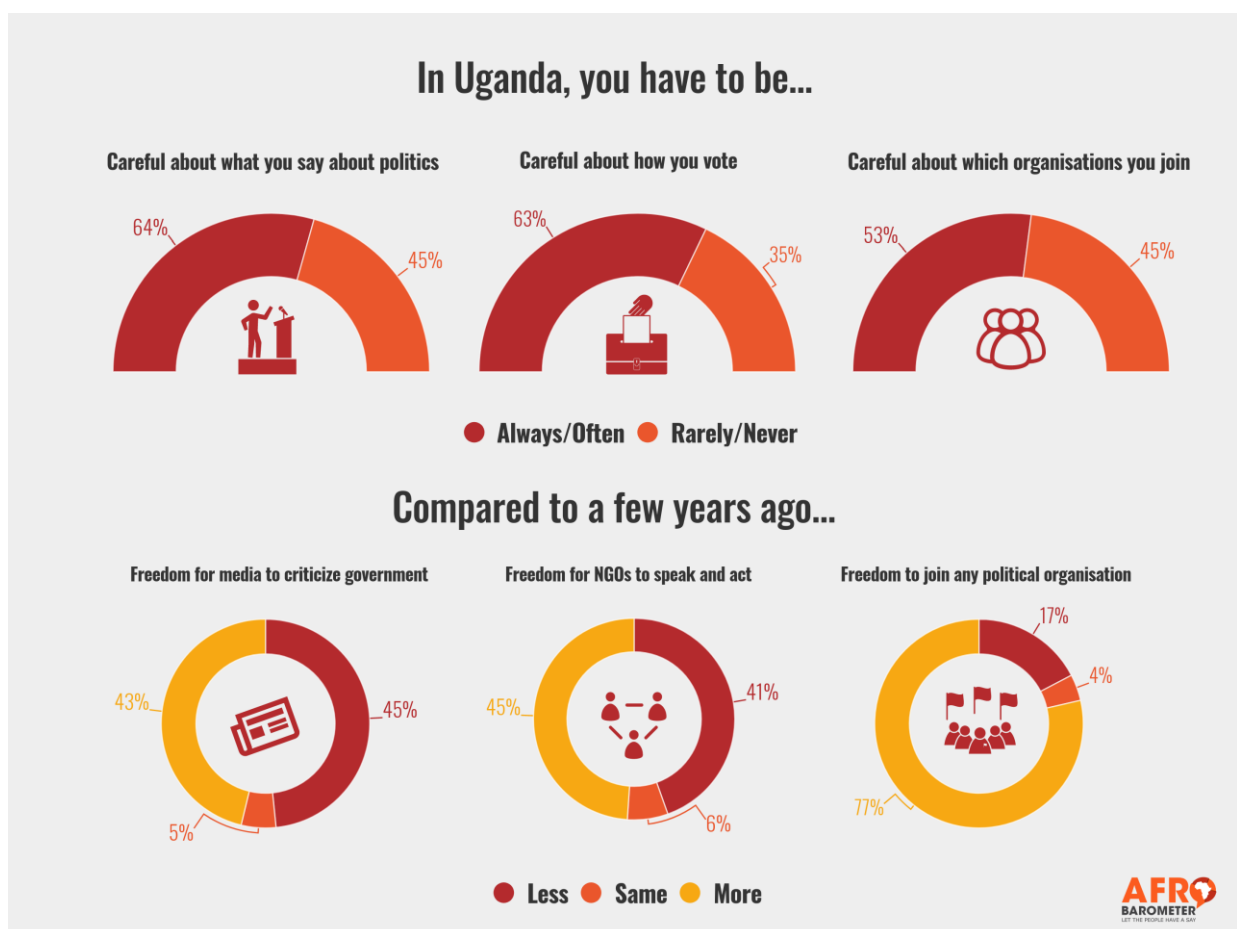 In Uganda, you have to be...
Careful about what you say about politics
Careful about how you vote
Careful about which organisations you join
64%
45%
63%
35%
53%
45%
Always/Often
Rarely/Never
Compared to a few years ago...
Freedom for media to criticize government
Freedom for NGOs to speak and act
Freedom to join any political organisation
43%
45%
5%
45%
41%
6%
17%
4%
77%
Less
Same
More
AFRO
BAROMETER
LET THE PEOPLE HAVE A SAY